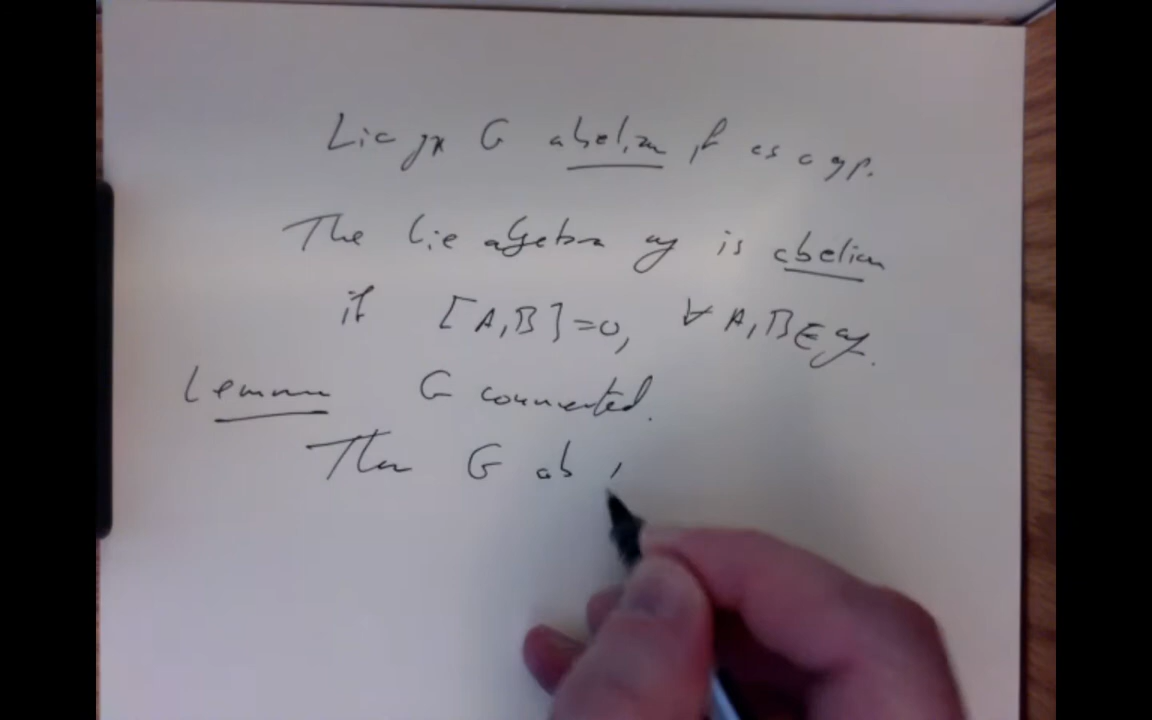 Lie gp G abelian if as a gp.
The Lie algebra 𝔤 is abelian
if [A,B]=0, ∀ A,B∈𝔤.
Lemma G connected.
Then G ab